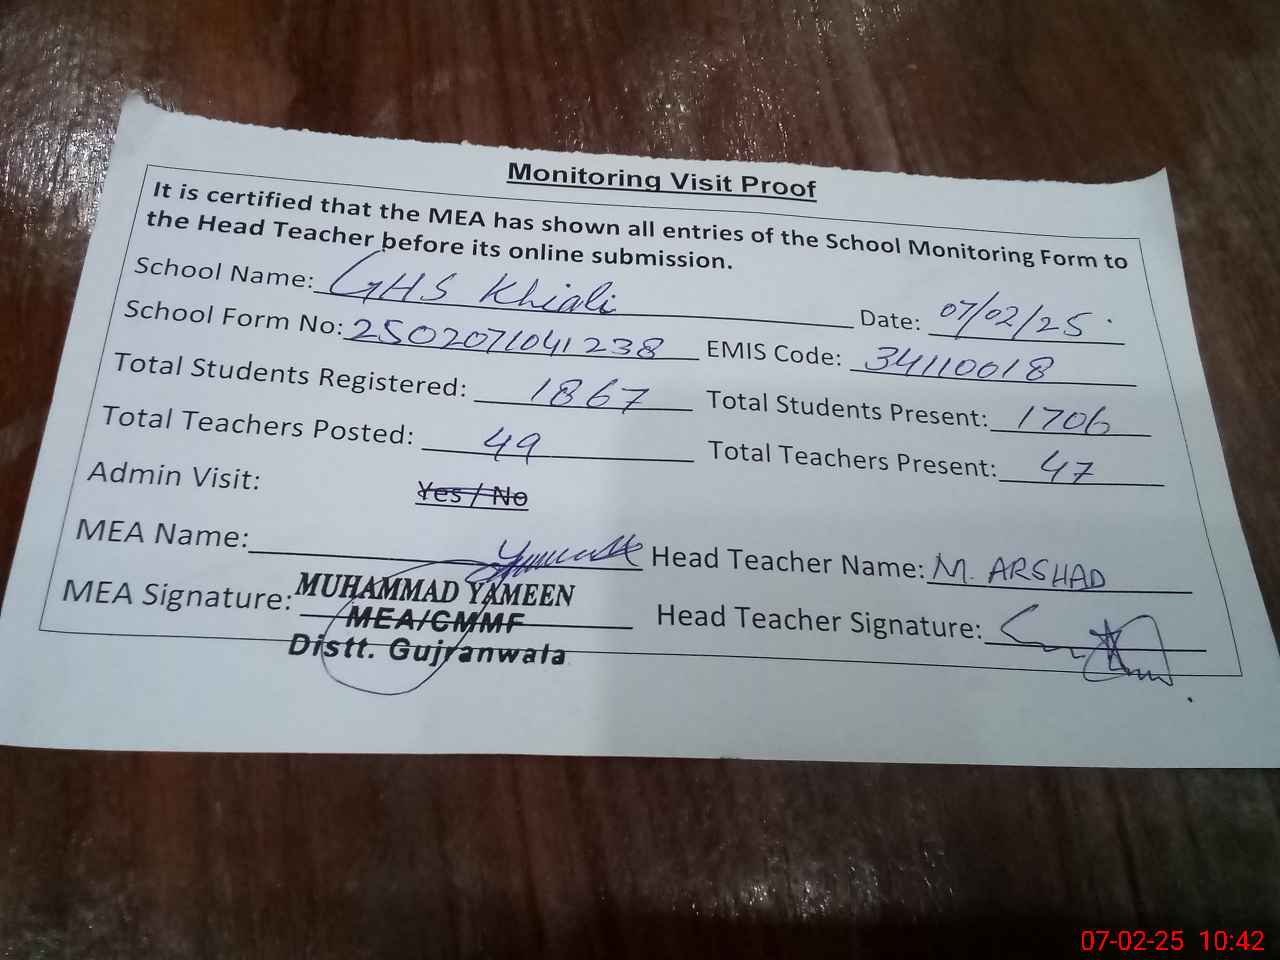 Monitoring Visit Proof
It is certified that the MEA has shown all entries of the School Monitoring Form to
the Head Teacher before its online submission.
School Name: GHS Khiali Date: 07/02/25
School Form No: 2502071041238 EMIS Code: 34110018
Total Students Registered: 1867 Total Students Present: 1706
Total Teachers Posted: 49 Total Teachers Present: 47
Admin Visit: Yes / No
MEA Name: Head Teacher Name: M. ARSHAD
MUHAMMAD YAMEEN
MEA Signature: MEA/CMMF Head Teacher Signature:
Distt. Gujranwala
07-02-25 10:42